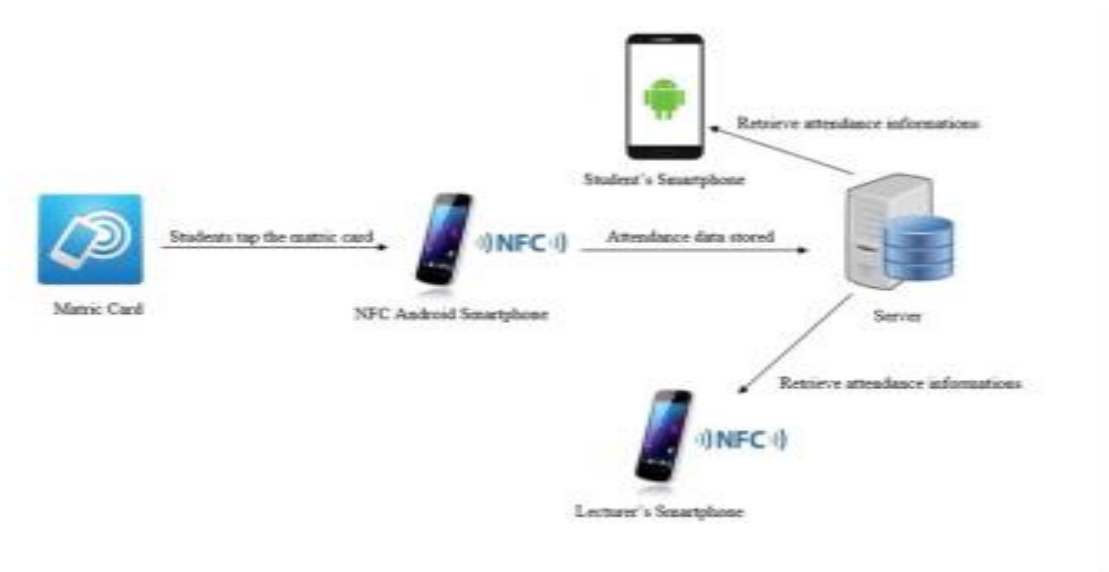 Retrieve attendance informations
Student's Smartphone
Students tap the matric card
NFC
Attendance data stored
Matric Card
NFC Android Smartphone
Server
Retrieve attendance informations
NFC
Lecturer's Smartphone